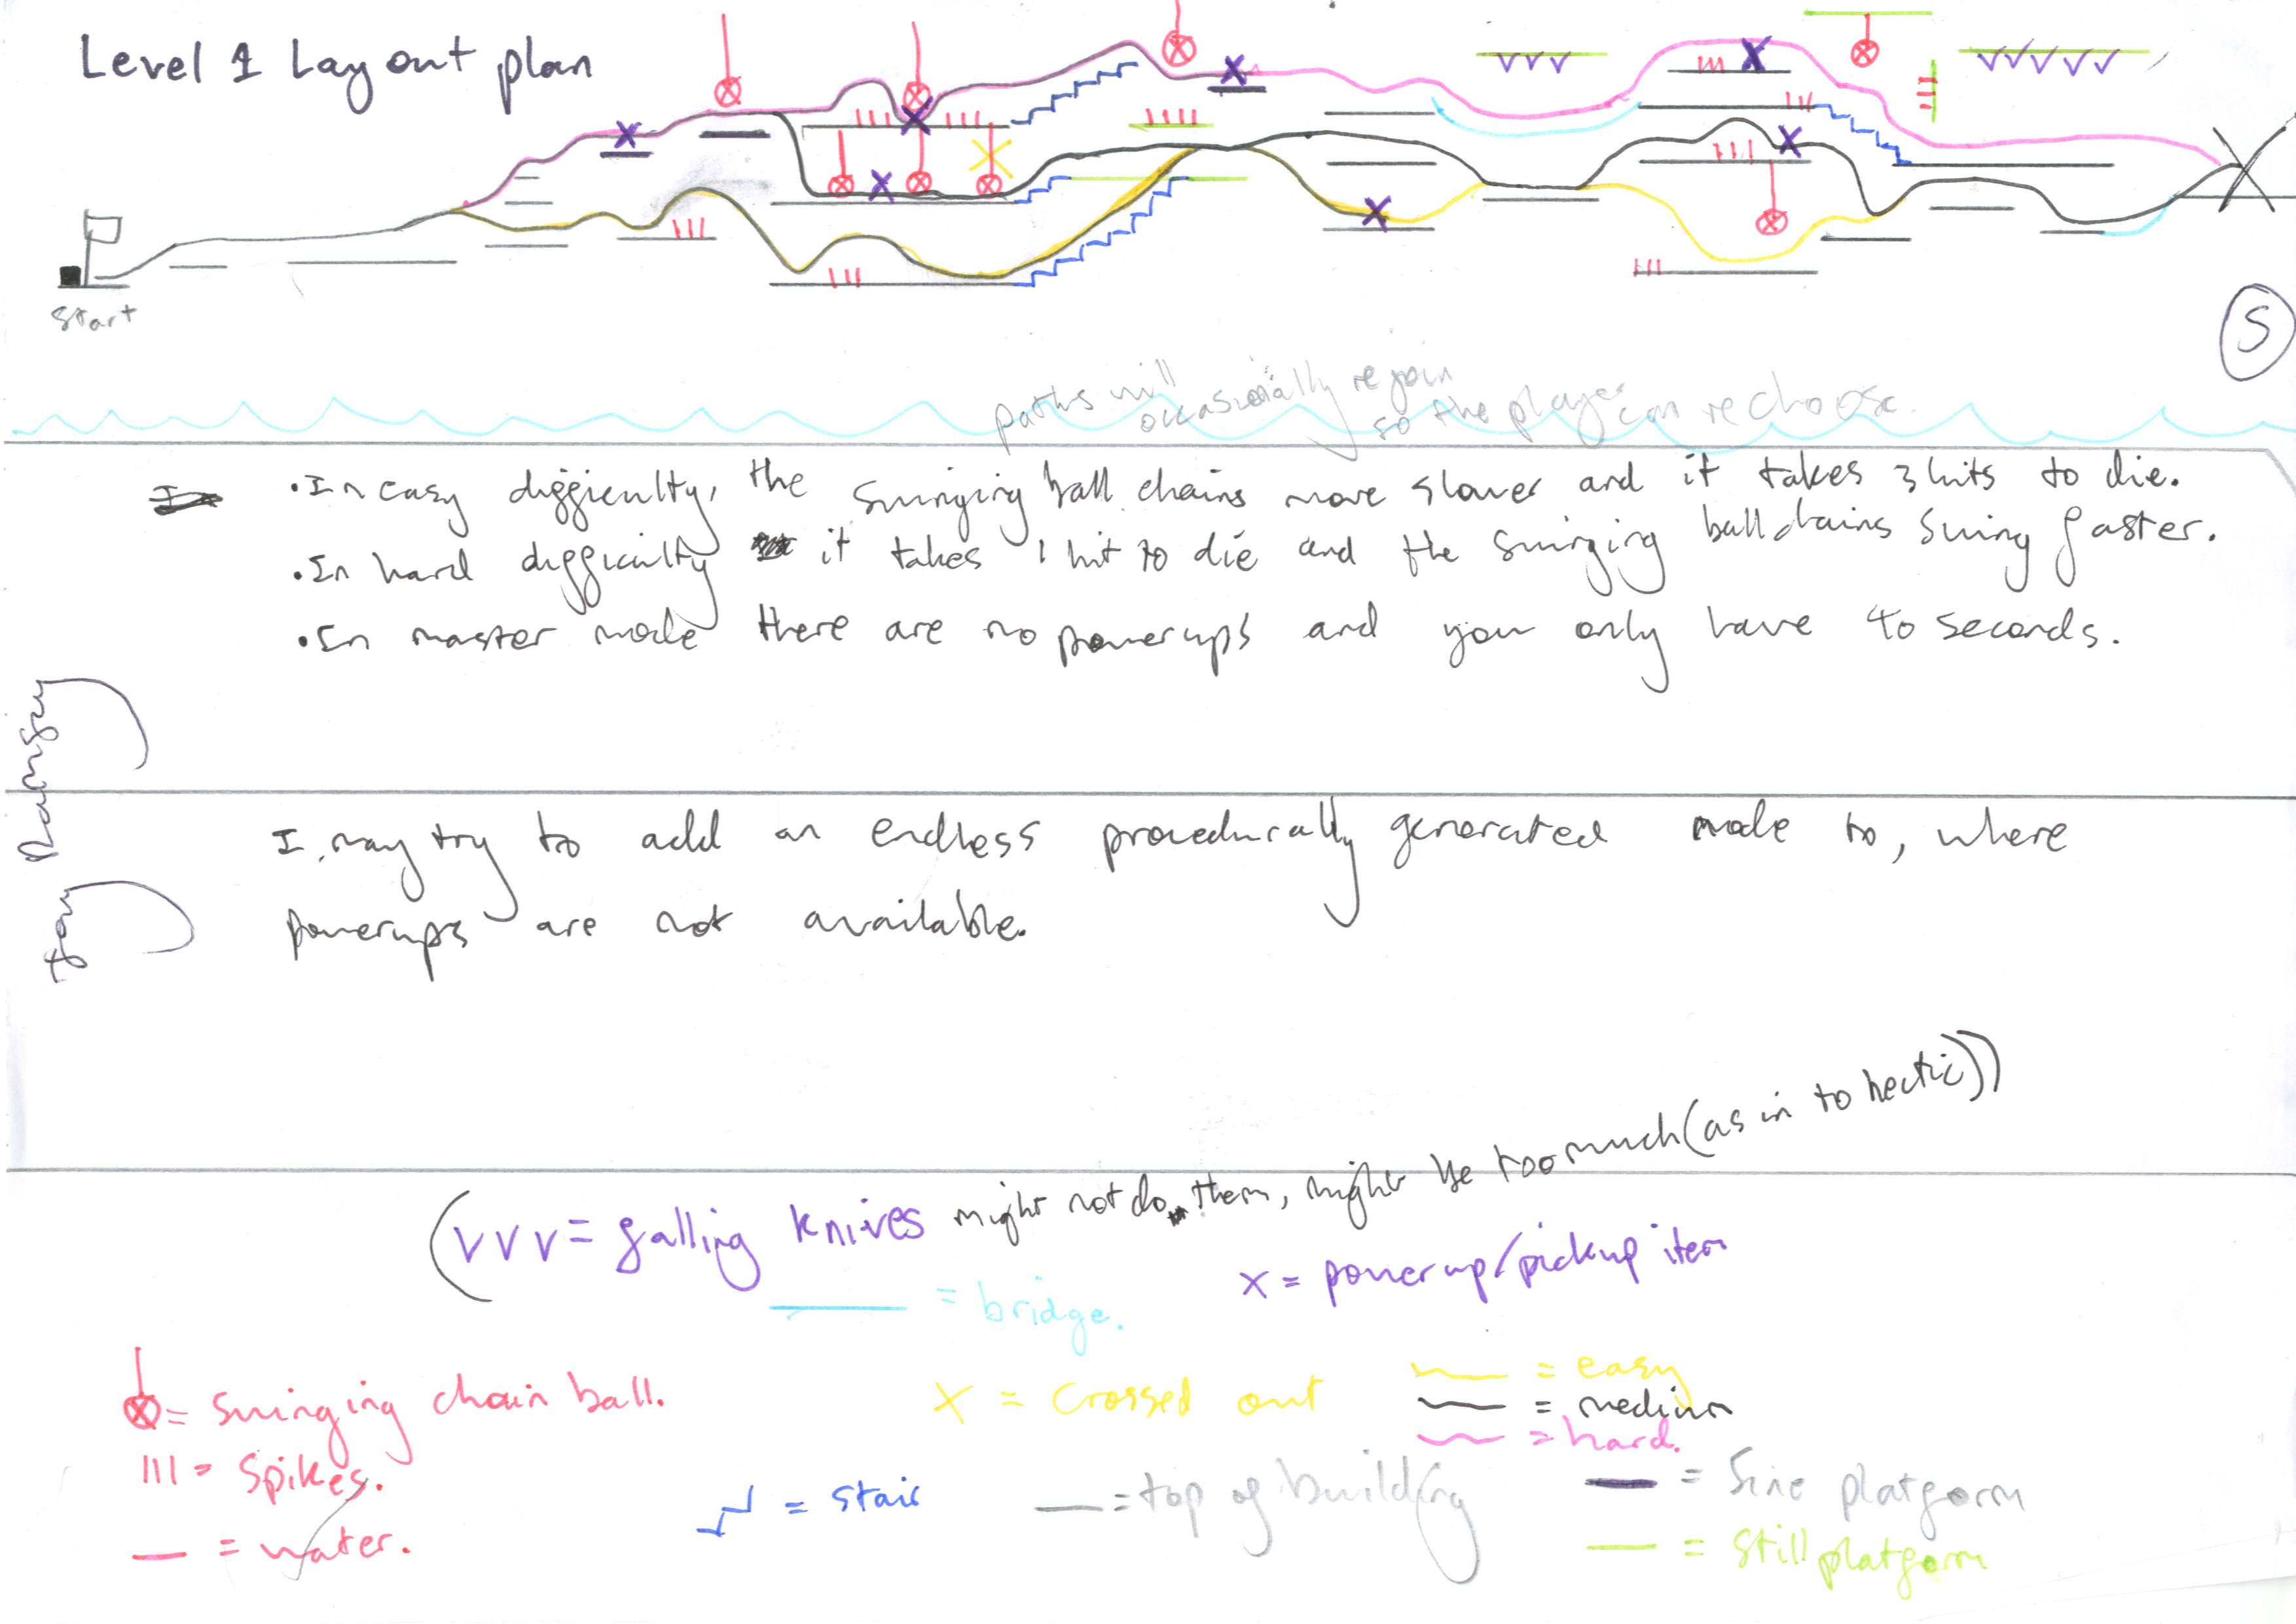 Level 1 Layout plan
start
5
paths will occasionally rejoin
so the player can rechoose.
• In easy difficulty, the swinging ball chains move slower and it takes 3 hits to die.
• In hard difficulty it takes 1 hit to die and the swinging ball chains swing faster.
• In master mode there are no powerups and you only have 40 seconds.
I may try to add an endless procedurally generated mode to, where
powerups are not available.
(VVV = falling knives might not do them, might be too much (as in to hectic))
x = power up/pickup item
= bridge.
= swinging chain ball.
x = crossed out
= easy
= medium
= hard.
III = Spikes.
= stair
= top of building
= Sine platform
= water.
= still platform